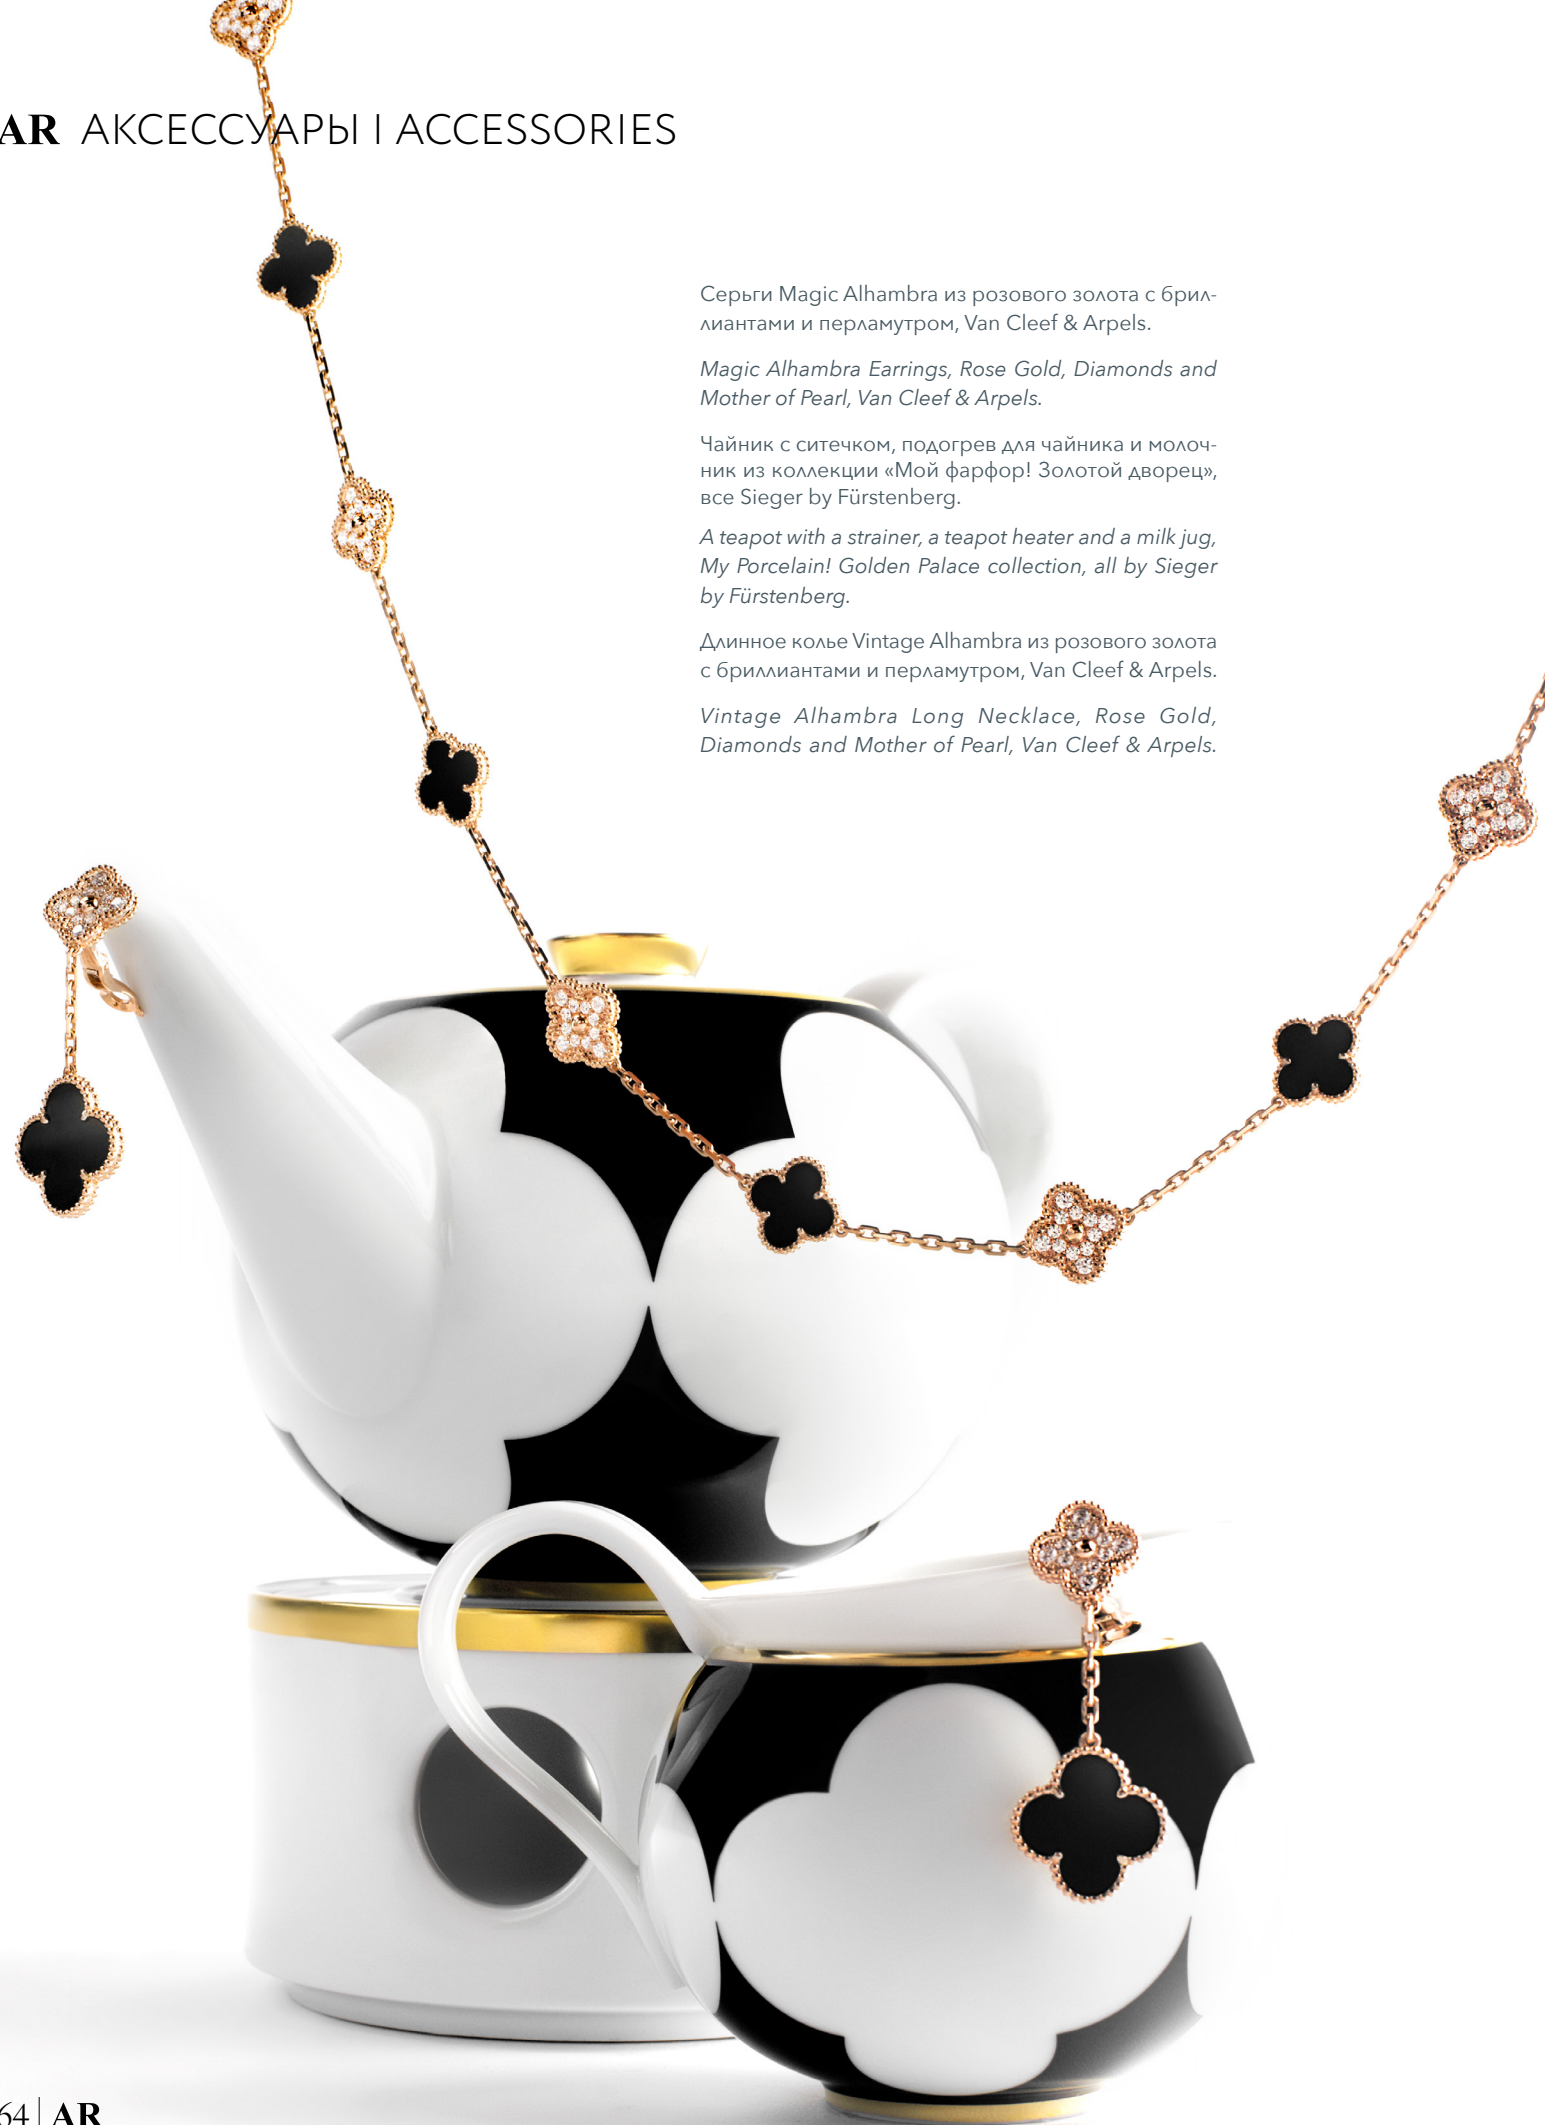 AR АКСЕССУАРЫ | ACCESSORIES
Серьги Magic Alhambra из розового золота с брил-
лиантами и перламутром, Van Cleef & Arpels.
Magic Alhambra Earrings, Rose Gold, Diamonds and
Mother of Pearl, Van Cleef & Arpels.
Чайник с ситечком, подогрев для чайника и молоч-
ник из коллекции «Мой фарфор! Золотой дворец»,
все Sieger by Fürstenberg.
A teapot with a strainer, a teapot heater and a milk jug,
My Porcelain! Golden Palace collection, all by Sieger
by Fürstenberg.
Длинное колье Vintage Alhambra из розового золота
с бриллиантами и перламутром, Van Cleef & Arpels.
Vintage Alhambra Long Necklace, Rose Gold,
Diamonds and Mother of Pearl, Van Cleef & Arpels.
64 | AR